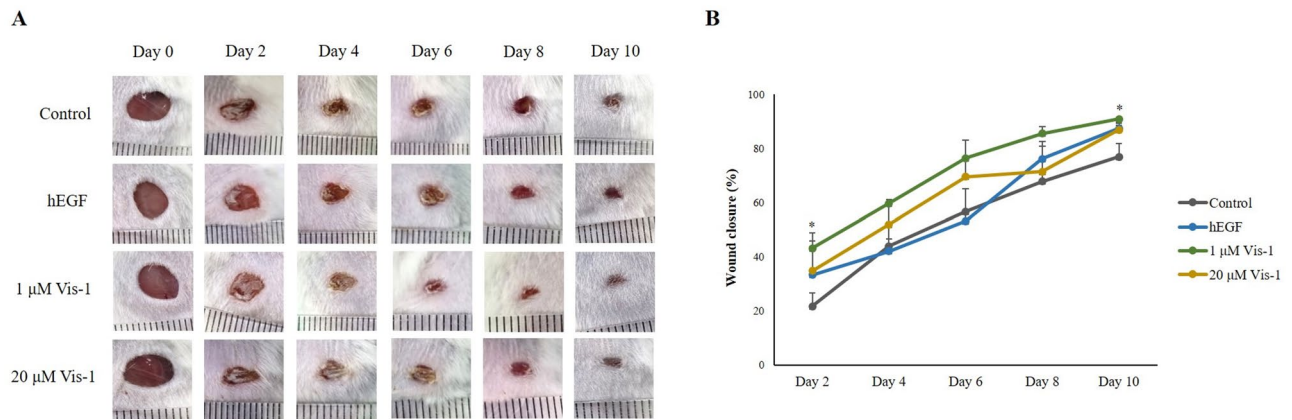 A
Day 0 Day 2 Day 4 Day 6 Day 8 Day 10
Control
hEGF
1 µM Vis-1
20 µM Vis-1
B
Wound closure (%)
100
80
60
40
20
0
*
*
Day 2 Day 4 Day 6 Day 8 Day 10
Control
hEGF
1 µM Vis-1
20 µM Vis-1